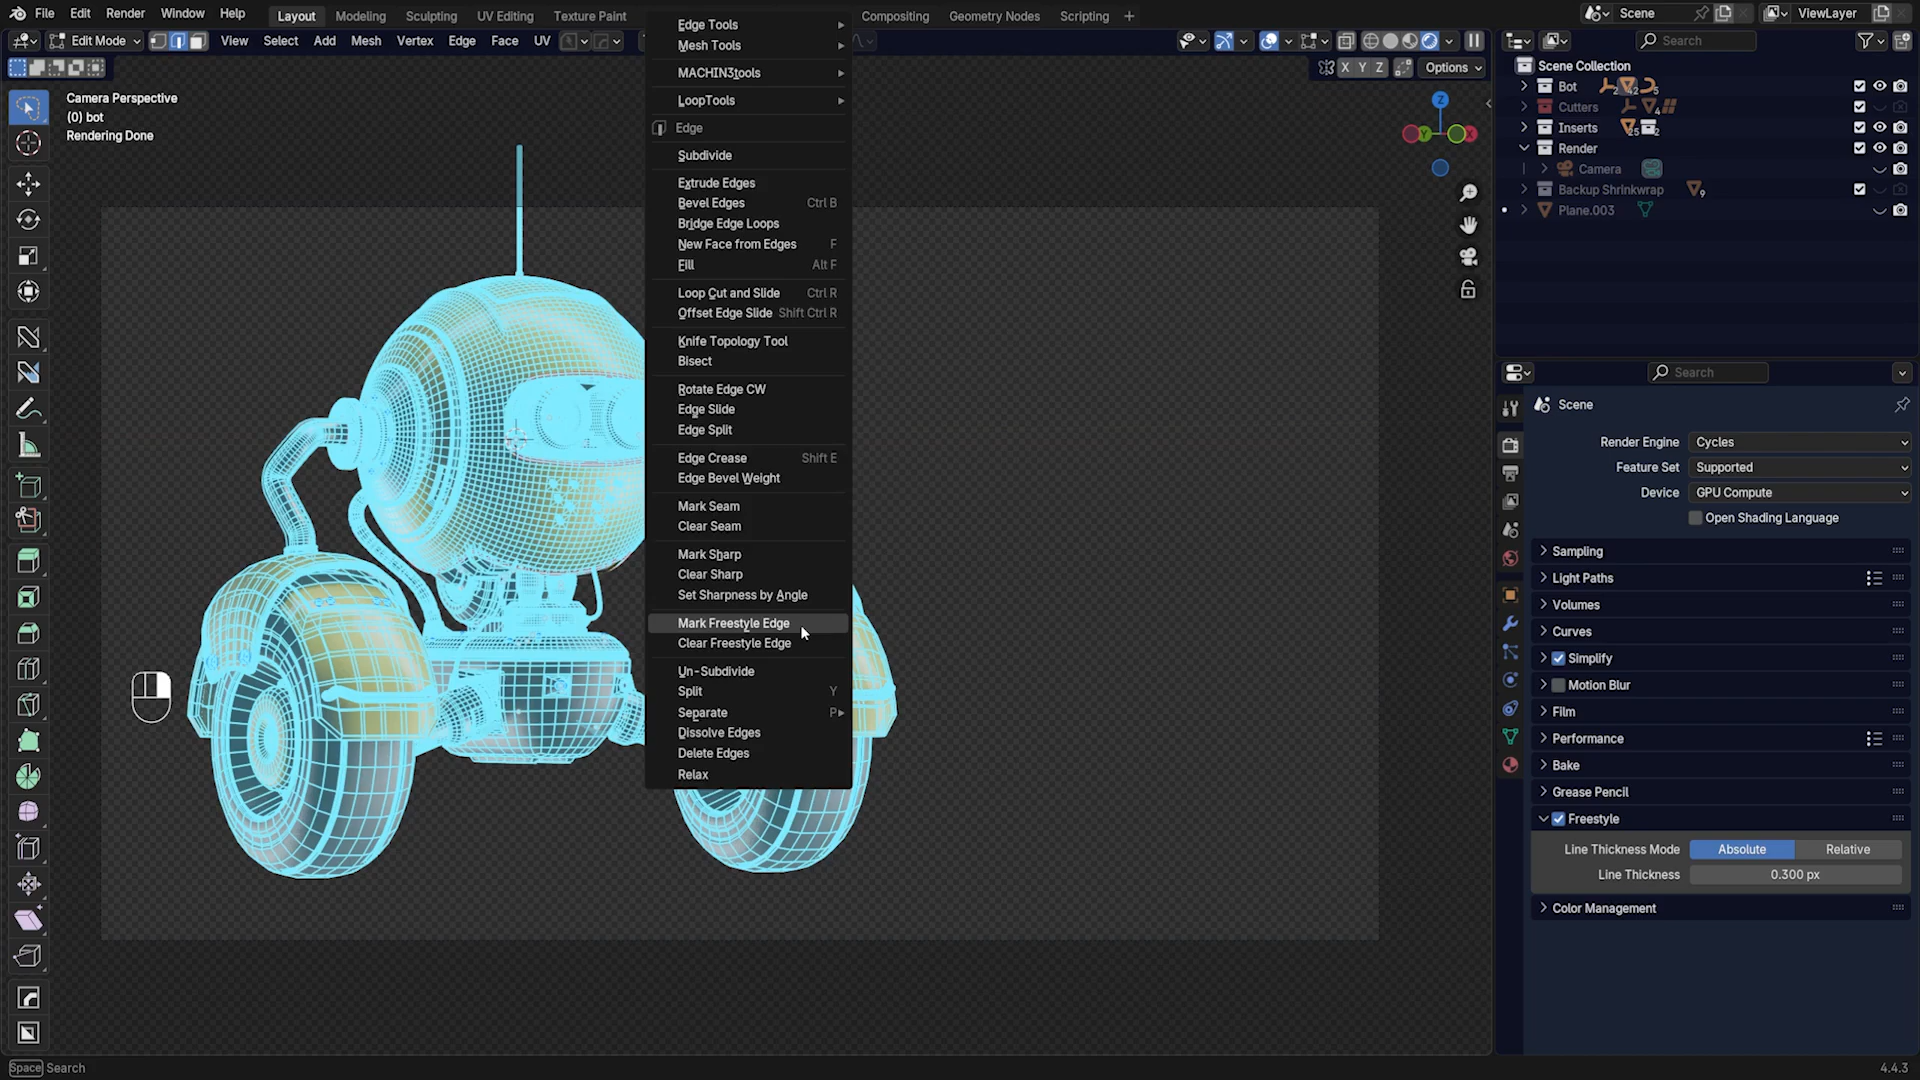 File Edit Render Window Help Layout Modeling Sculpting UV Editing Texture Paint Compositing Geometry Nodes Scripting + Scene ViewLayer
Edit Mode View Select Add Mesh Vertex Edge Face UV Search
X Y Z Options
Camera Perspective
(0) bot
Rendering Done
Z
Y
X
Edge Tools
Mesh Tools
MACHIN3tools
LoopTools
Edge
Subdivide
Extrude Edges
Bevel Edges Ctrl B
Bridge Edge Loops
New Face from Edges F
Fill Alt F
Loop Cut and Slide Ctrl R
Offset Edge Slide Shift Ctrl R
Knife Topology Tool
Bisect
Rotate Edge CW
Edge Slide
Edge Split
Edge Crease Shift E
Edge Bevel Weight
Mark Seam
Clear Seam
Mark Sharp
Clear Sharp
Set Sharpness by Angle
Mark Freestyle Edge
Clear Freestyle Edge
Un-Subdivide
Split Y
Separate P
Dissolve Edges
Delete Edges
Relax
Scene Collection
Bot 5
Cutters 4
Inserts 25 2
Render
Camera
Backup Shrinkwrap 9
Plane.003
Search
Scene
Render Engine Cycles
Feature Set Supported
Device GPU Compute
Open Shading Language
Sampling
Light Paths
Volumes
Curves
Simplify
Motion Blur
Film
Performance
Bake
Grease Pencil
Freestyle
Line Thickness Mode Absolute Relative
Line Thickness 0.300 px
Color Management
Space Search 4.4.3